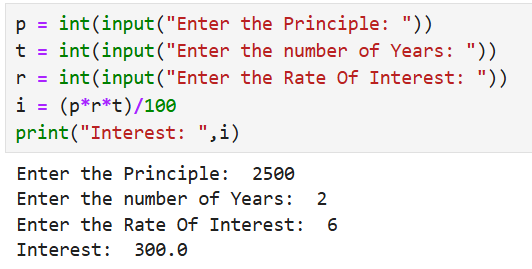 p = int(input("Enter the Principle: "))
t = int(input("Enter the number of Years: "))
r = int(input("Enter the Rate Of Interest: "))
i = (p*r*t)/100
print("Interest: ",i)
Enter the Principle:  2500
Enter the number of Years:  2
Enter the Rate Of Interest:  6
Interest:  300.0